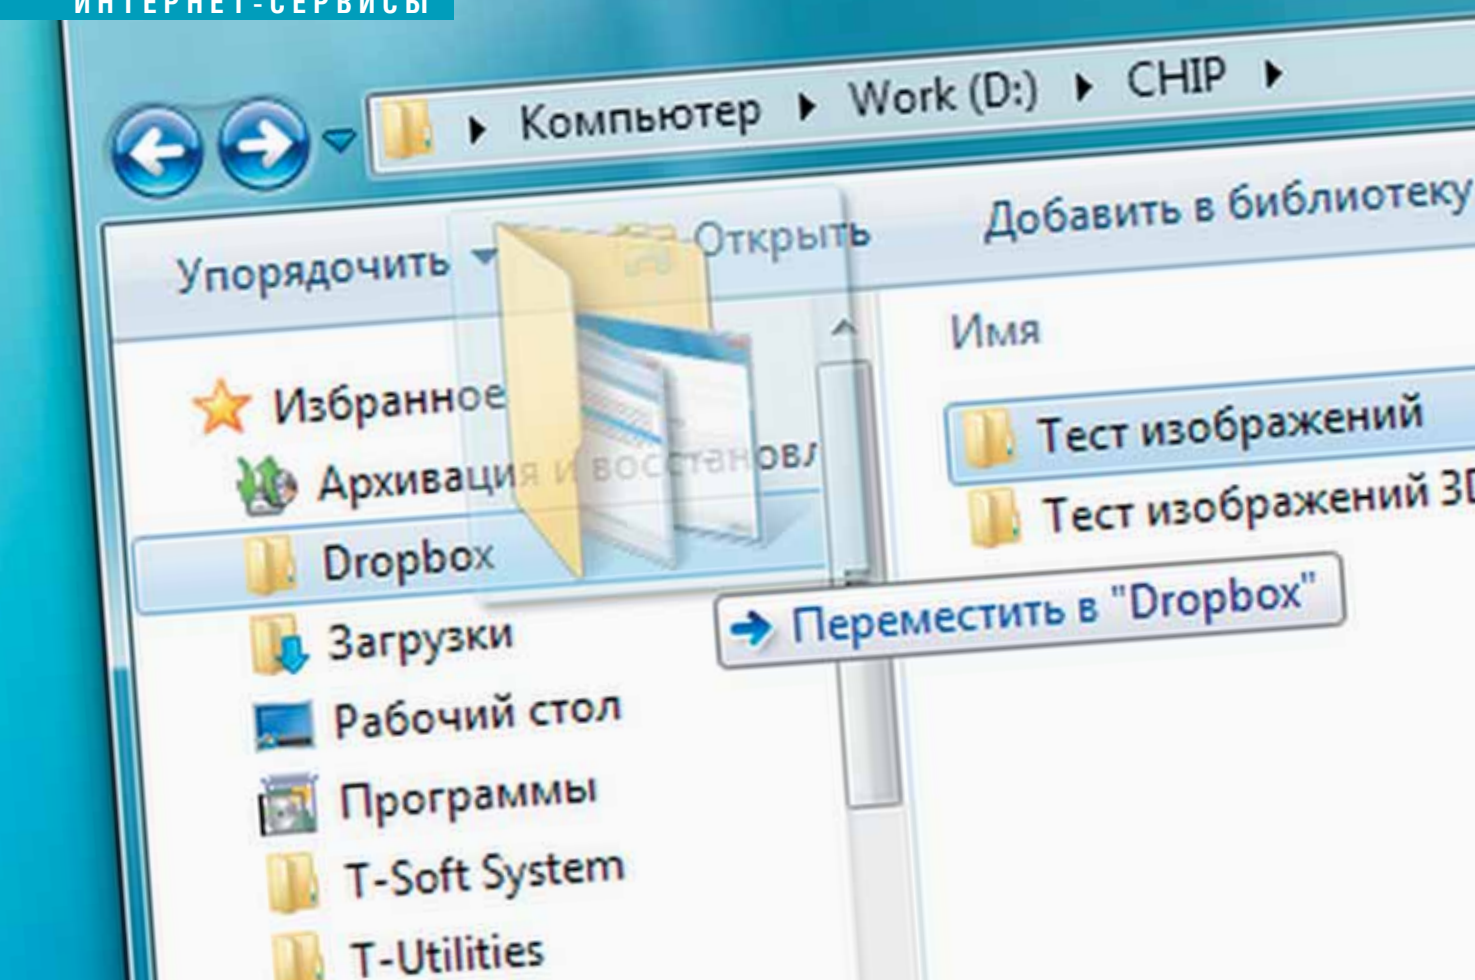 ИНТЕРНЕТ-СЕРВИСЫ
Компьютер Work (D:) CHIP
Упорядочить Открыть Добавить в библиотеку
Имя
Избранное
Тест изображений
Архивация и восстановл
Тест изображений 3D
Dropbox
Переместить в "Dropbox"
Загрузки
Рабочий стол
Программы
T-Soft System
T-Utilities